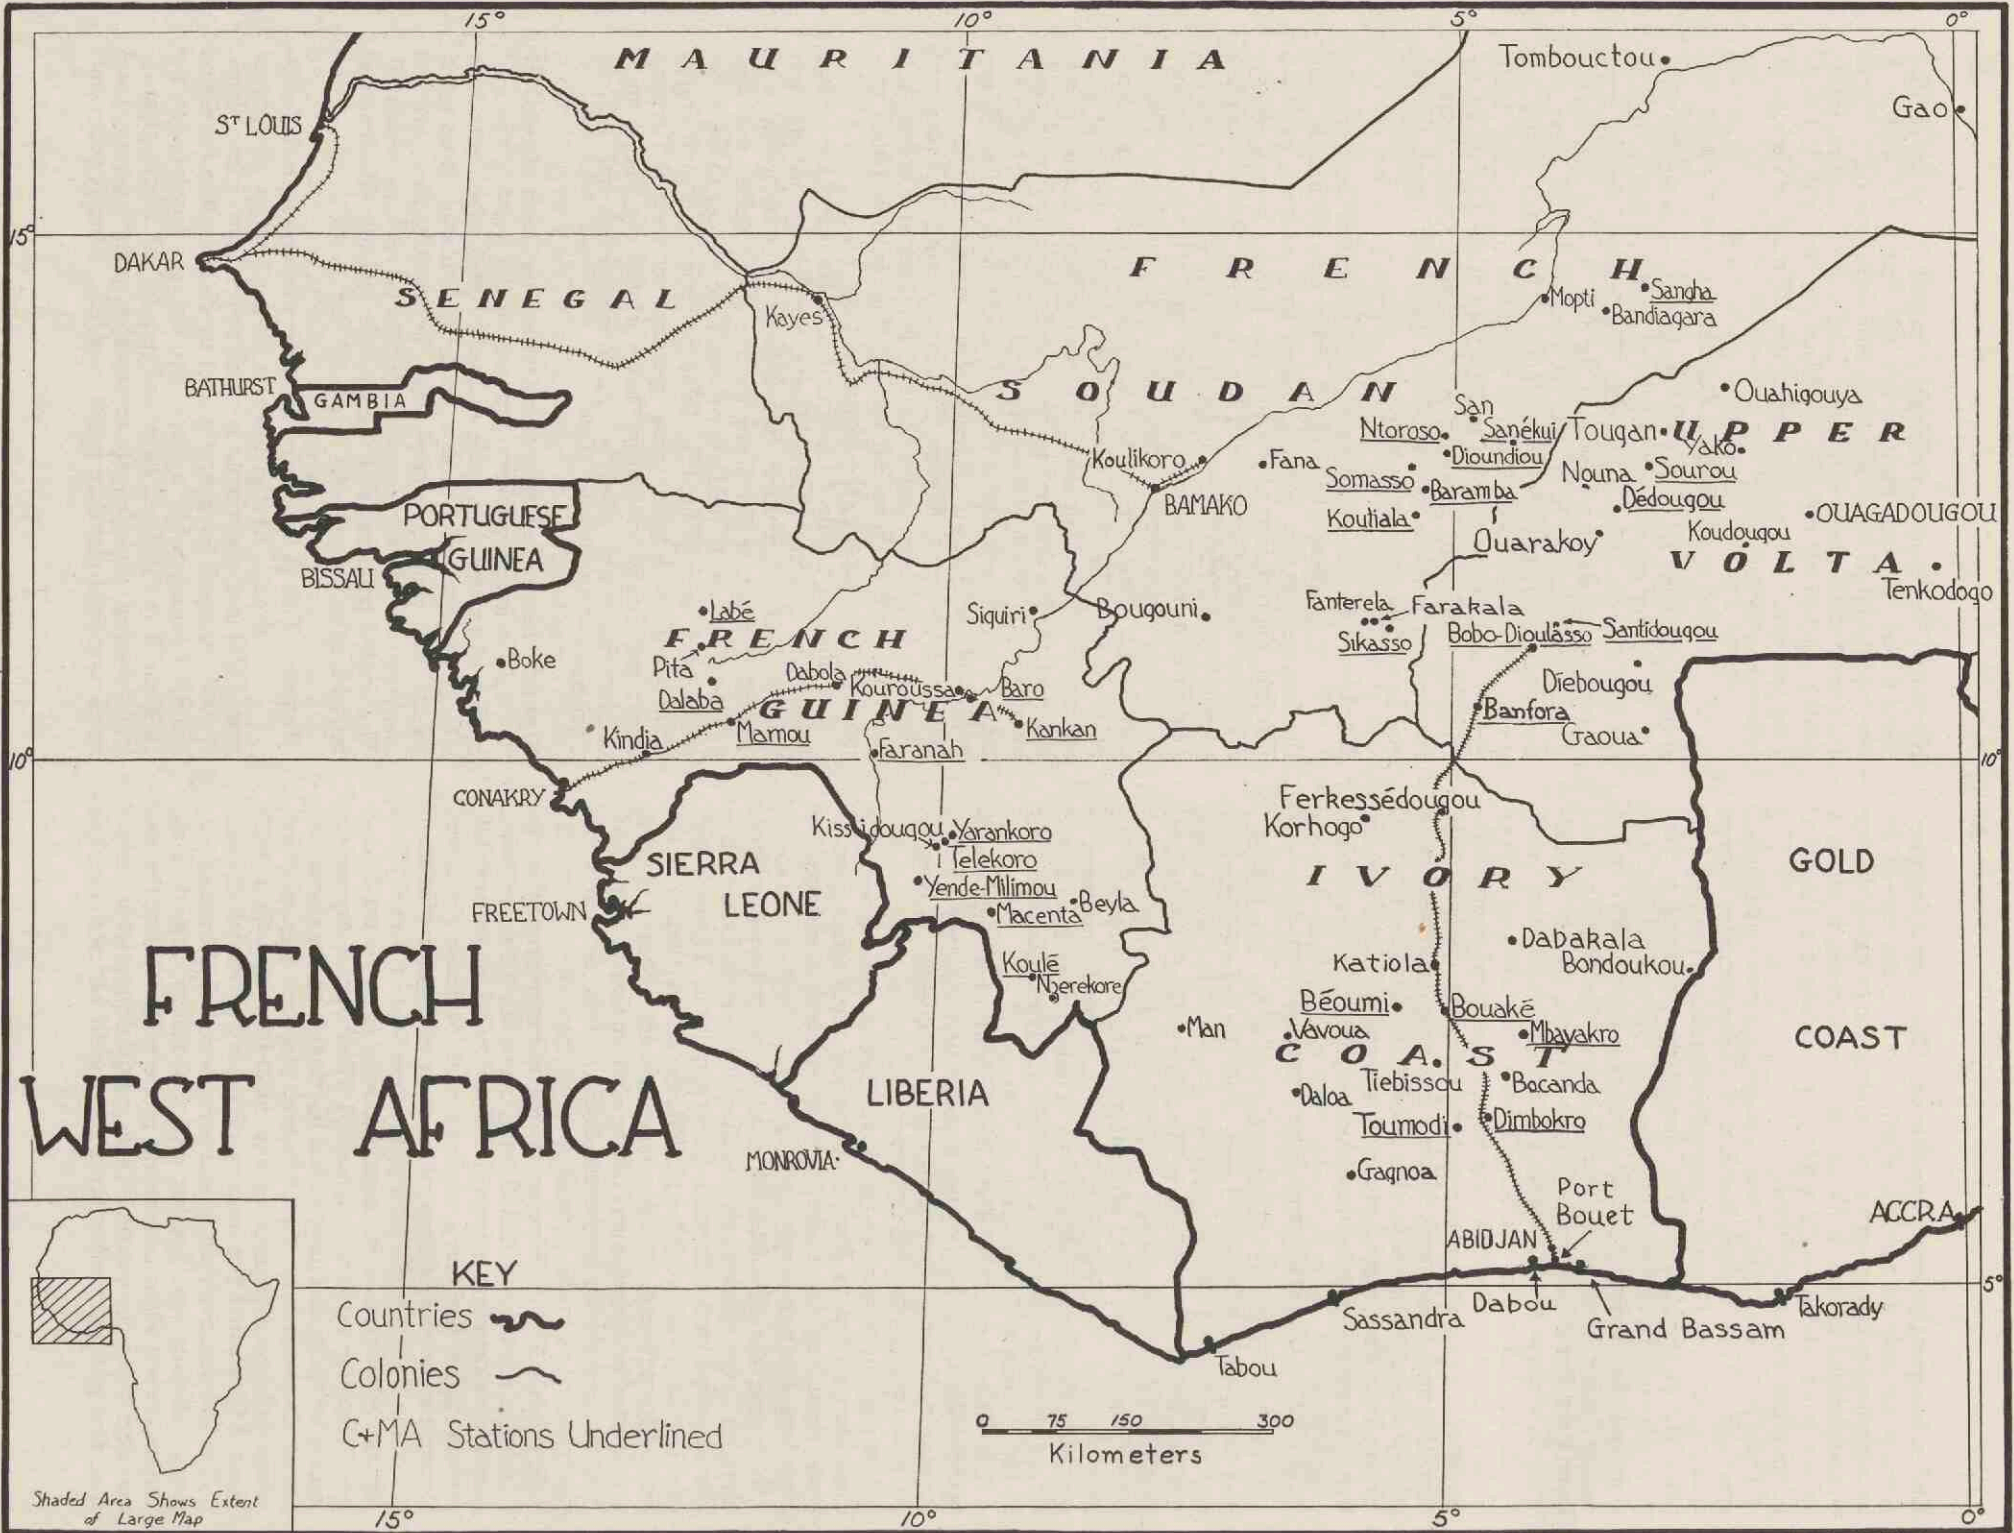 15° 10° 5° 0°
MAURITANIA
Tombouctou
Gao
ST LOUIS
15°
DAKAR
FRENCH
SENEGAL
Sangha
Mopti
Bandiagara
Kayes
BATHURST
GAMBIA
SOUDAN
Ouahigouya
San
Ntoroso
Sanékui
Tougan
UPPER
Yako
Koulikoro
Fana
Dioundiou
Nouna
Sourou
Somasso
Baramba
Dédougou
BAMAKO
Koutiala
OUAGADOUGOU
PORTUGUESE
GUINEA
Ouarakoy
Koudougou
VOLTA
BISSAU
Tenkodogo
Labé
Siquiri
Bougouni
Fanterela
Farakala
FRENCH
Sikasso
Bobo-Dioulasso
Santidougou
Boke
Pita
Dabola
Kouroussa
Baro
Diebougou
Dalaba
GUINEA
Banfora
Kindia
Mamou
Kankan
Gaoua
Faranah
10° 10°
CONAKRY
Ferkessédougou
Korhogo
Kissidougou
Yarankoro
SIERRA
LEONE
Telekoro
GOLD
IVORY
Yende-Milimou
FREETOWN
Macenta
Beyla
Dabakala
Bondoukou
Katiola
Koulé
Nzerekore
FRENCH
WEST AFRICA
Béoumi
Bouaké
Man
Vavoua
Mbayakro
COAST
COAST
Tiebissou
Bocanda
LIBERIA
Daloa
Toumodi
Dimbokro
MONROVIA
Gagnoa
Port
Bouet
ACCRA
ABIDJAN
5°
Dabou
Takorady
Sassandra
Grand Bassam
Tabou
KEY
Countries
Colonies
C+MA Stations Underlined
0 75 150 300
Kilometers
Shaded Area Shows Extent
of Large Map
15° 10° 5° 0°